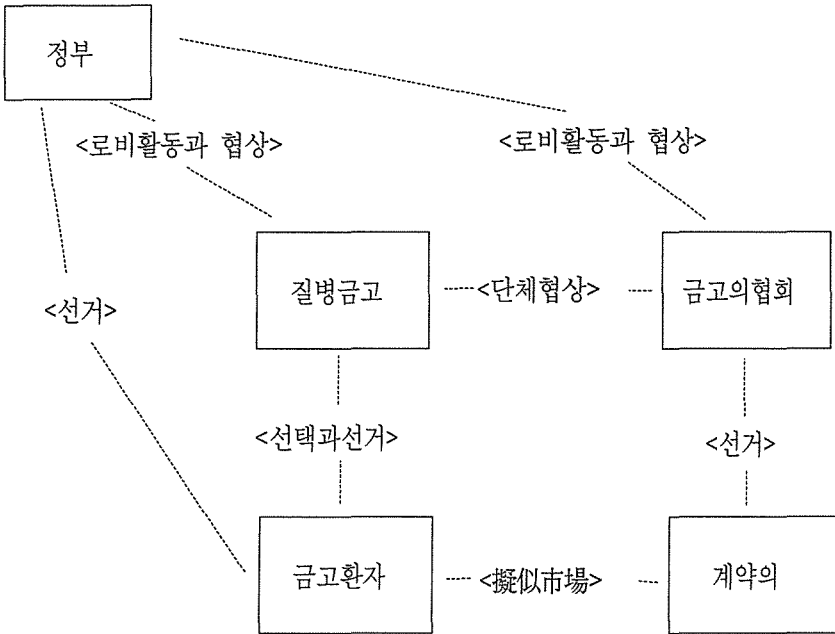 정부
<로비활동과 협상>
<로비활동과 협상>
질병금고
<단체협상>
금고의협회
<선거>
<선택과선거>
<선거>
금고환자
<擬似市場>
계약의